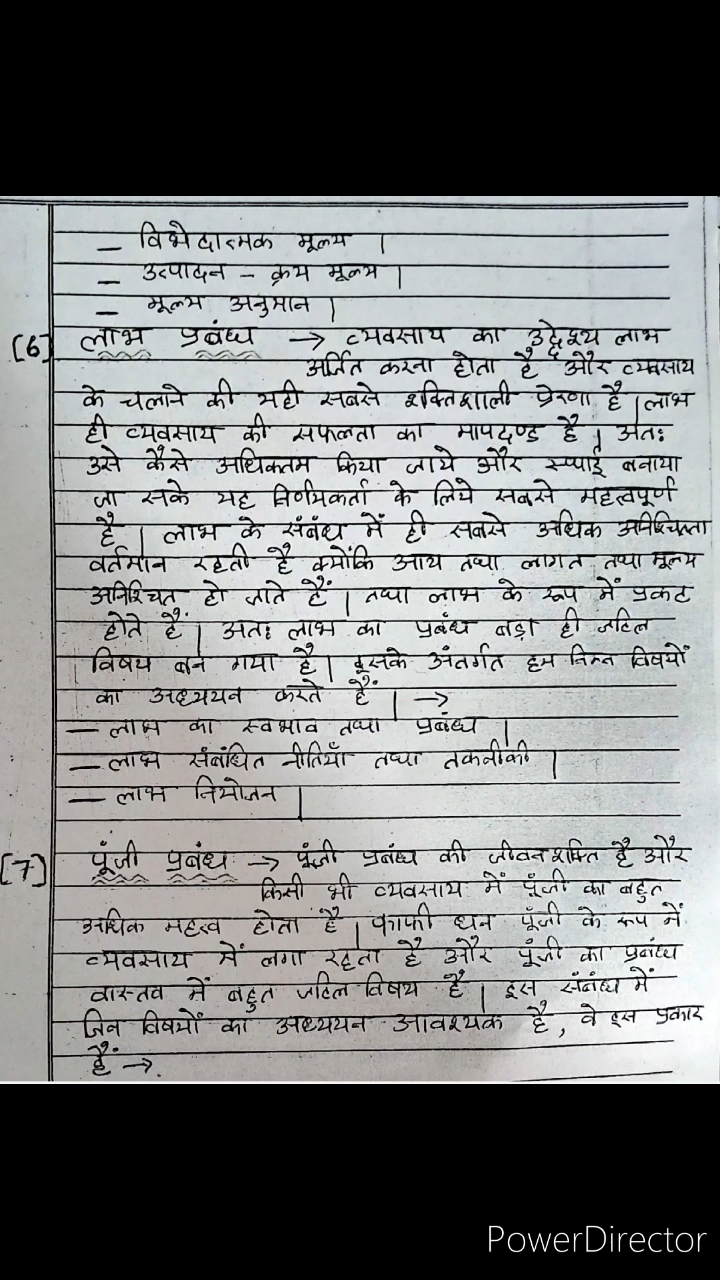 – विभेदात्मक मूल्य |
– उत्पादन – क्रय मूल्य |
– मूल्य अनुमान |
[6] लाभ प्रबंध → व्यवसाय का उद्देश्य लाभ
अर्जित करना होता है और व्यवसाय
के चलाने की यही सबसे शक्तिशाली प्रेरणा है | लाभ
ही व्यवसाय की सफलता का मापदण्ड है | अतः
उसे कैसे अधिकतम किया जाये और स्थाई बनाया
जा सके यह निर्णयकर्ता के लिये सबसे महत्वपूर्ण
है | लाभ के संबंध में ही सबसे अधिक अनिश्चितता
वर्तमान रहती है क्योंकि आय तथा लागत तथा मूल्य
अनिश्चित हो जाते हैं | तथा लाभ के रूप में प्रकट
होते हैं | अतः लाभ का प्रबंध बड़ा ही जटिल
विषय बन गया है | इसके अंतर्गत हम निम्न विषयों
का अध्ययन करते हैं | →
– लाभ का स्वभाव तथा प्रबंध |
– लाभ संबंधित नीतियाँ तथा तकनीकी |
– लाभ नियोजन |
[7] पूँजी प्रबंध → पूंजी प्रबंध की जीवन शक्ति है और
किसी भी व्यवसाय में पूँजी का बहुत
अधिक महत्व होता है | काफी धन पूँजी के रूप में
व्यवसाय में लगा रहता है और पूँजी का प्रबंध
वास्तव में बहुत जटिल विषय है | इस संबंध में
जिन विषयों का अध्ययन आवश्यक है, वे इस प्रकार
हैं →
PowerDirector